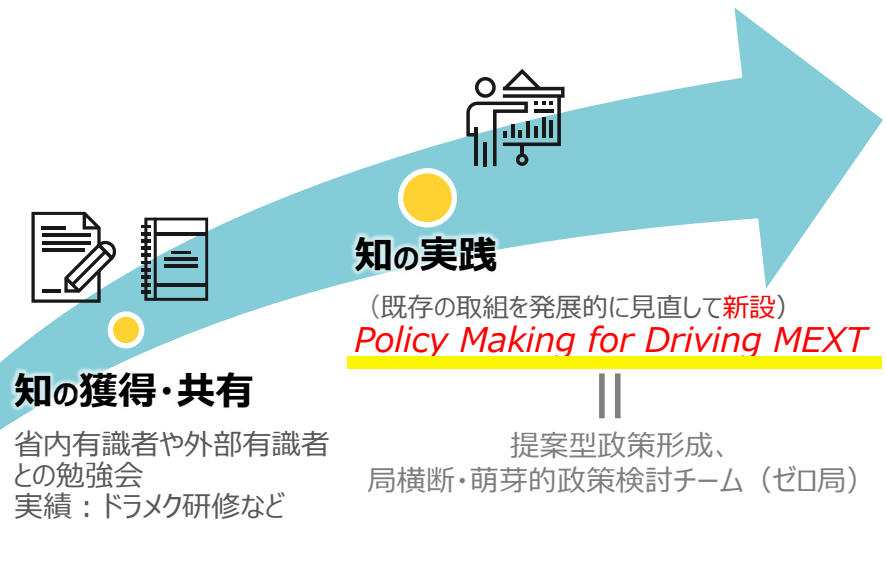 知の獲得・共有
省内有識者や外部有識者
との勉強会
実績：ドラメク研修など
知の実践
（既存の取組を発展的に見直して新設）
Policy Making for Driving MEXT
提案型政策形成、
局横断・萌芽的政策検討チーム（ゼロ局）